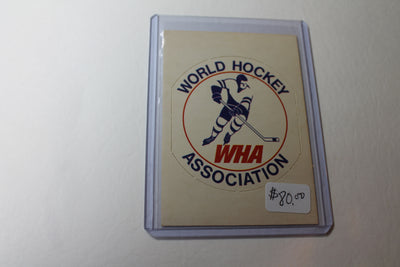 WORLD HOCKEY
WHA
ASSOCIATION
$80.00